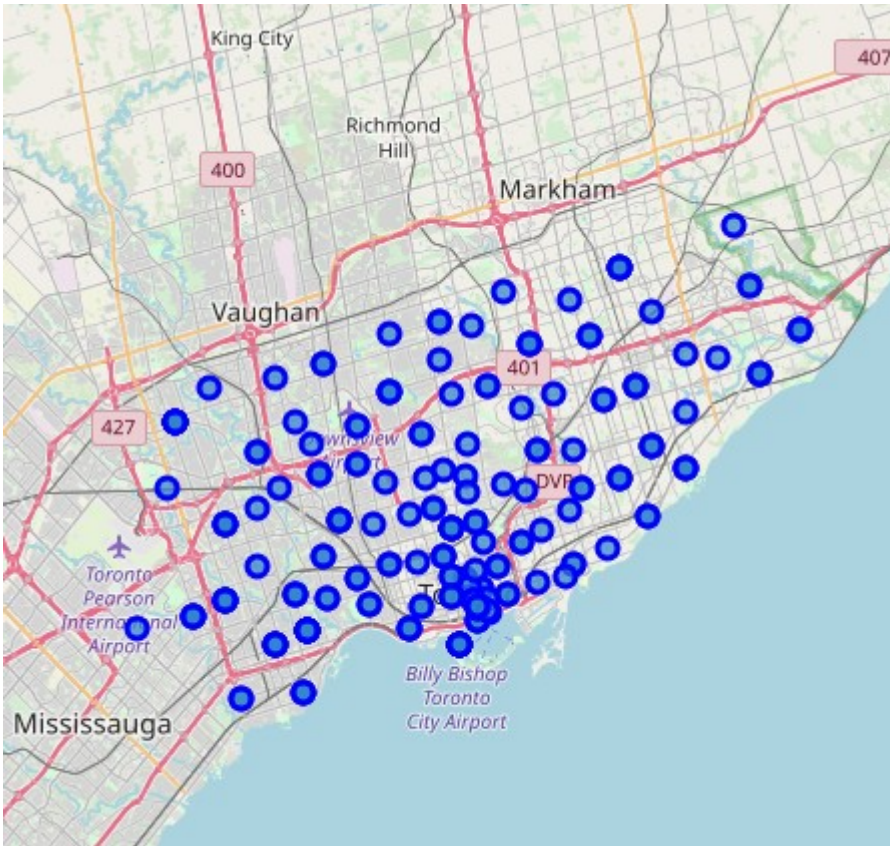 King City
407
Richmond
Hill
400
Markham
Vaughan
401
427
DVP
Toronto
Pearson
International
Airport
Billy Bishop
Toronto
City Airport
Mississauga